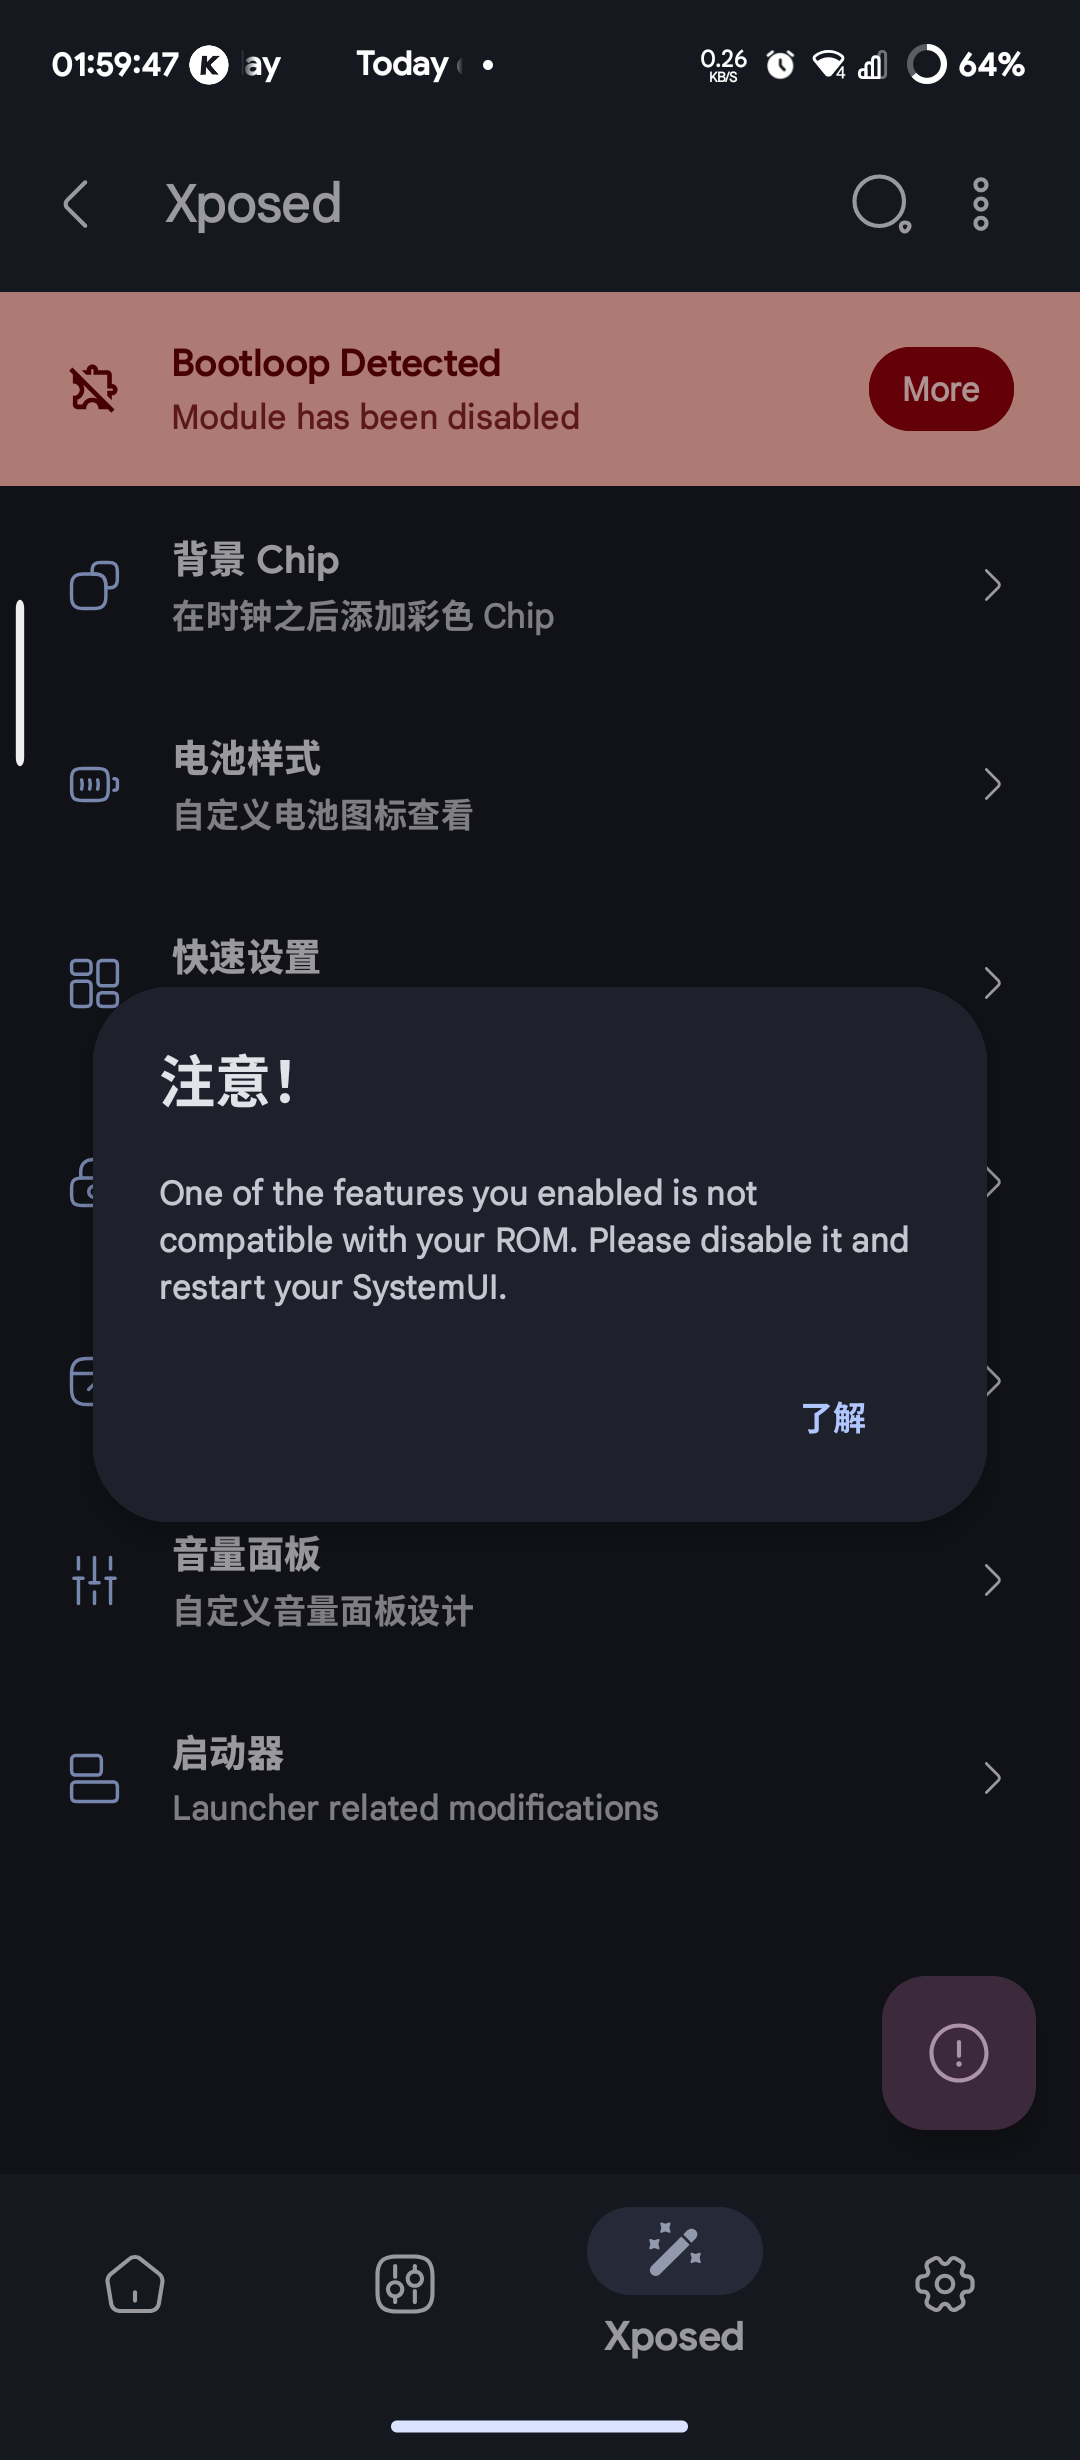 01:59:47 K ay Today
0.26 KB/S 4 64%
Xposed
Bootloop Detected
Module has been disabled
More
背景 Chip
在时钟之后添加彩色 Chip
电池样式
自定义电池图标查看
快速设置
注意！
One of the features you enabled is not
compatible with your ROM. Please disable it and
restart your SystemUI.
了解
音量面板
自定义音量面板设计
启动器
Launcher related modifications
Xposed